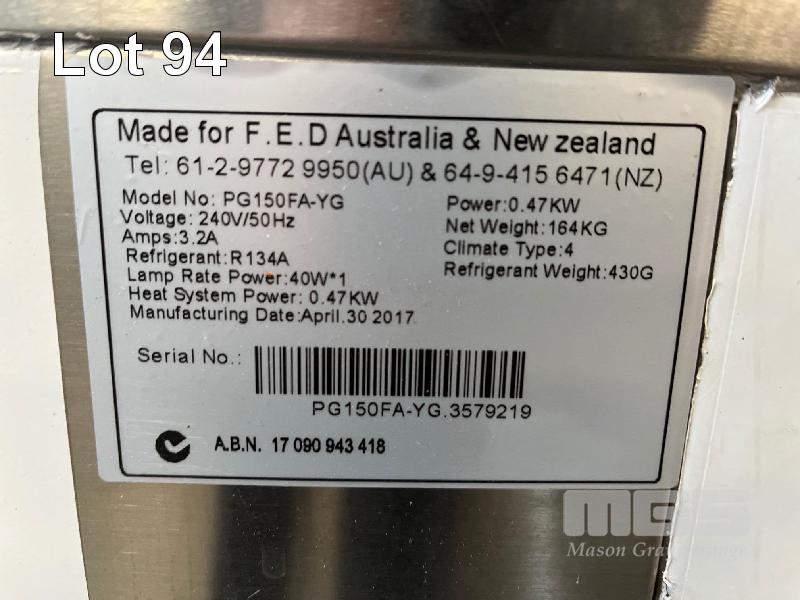 Lot 94
Made for F.E.D Australia & New zealand
Tel: 61-2-9772 9950(AU) & 64-9-415 6471(NZ)
Model No: PG150FA-YG
Voltage: 240V/50Hz
Amps:3.2A
Refrigerant:R134A
Lamp Rate Power:40W*1
Heat System Power: 0.47KW
Manufacturing Date:April.30 2017
Power:0.47KW
Net Weight:164KG
Climate Type:4
Refrigerant Weight:430G
Serial No.:
PG150FA-YG.3579219
A.B.N. 17 090 943 418
MGS
Mason Gray Strange